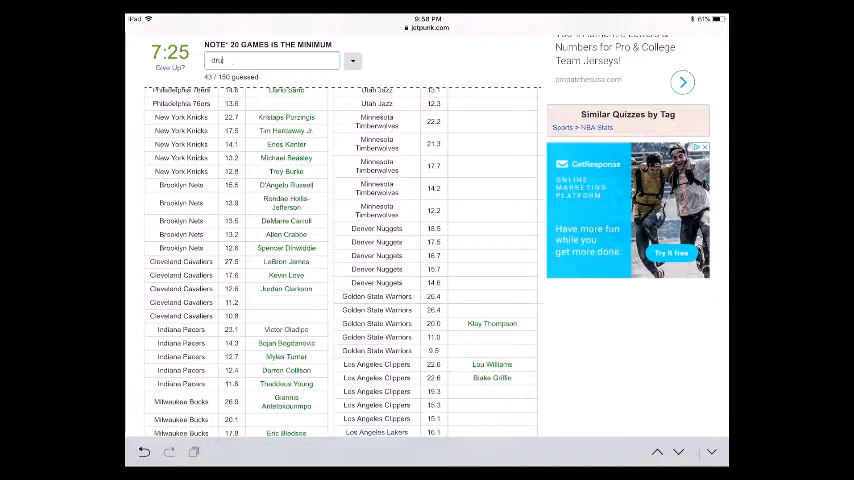 iPad
9:58 PM
61%
jetpunk.com
7:25
Give Up?
NOTE* 20 GAMES IS THE MINIMUM
dru
43 / 150 guessed
Philadelphia 76ers 14.6 Dario Saric
Philadelphia 76ers 13.6
New York Knicks 22.7 Kristaps Porzingis
New York Knicks 17.5 Tim Hardaway Jr.
New York Knicks 14.1 Enes Kanter
New York Knicks 13.2 Michael Beasley
New York Knicks 12.8 Trey Burke
Brooklyn Nets 15.5 D'Angelo Russell
Brooklyn Nets 13.9 Rondae Hollis-
Jefferson
Brooklyn Nets 13.5 DeMarre Carroll
Brooklyn Nets 13.2 Allen Crabbe
Brooklyn Nets 12.6 Spencer Dinwiddie
Cleveland Cavaliers 27.5 LeBron James
Cleveland Cavaliers 17.6 Kevin Love
Cleveland Cavaliers 12.6 Jordan Clarkson
Cleveland Cavaliers 11.2
Cleveland Cavaliers 10.8
Indiana Pacers 23.1 Victor Oladipo
Indiana Pacers 14.3 Bojan Bogdanovic
Indiana Pacers 12.7 Myles Turner
Indiana Pacers 12.4 Darren Collison
Indiana Pacers 11.8 Thaddeus Young
Milwaukee Bucks 26.9 Giannis
Antetokounmpo
Milwaukee Bucks 20.1
Milwaukee Bucks 17.8 Eric Bledsoe
Utah Jazz 13.1
Utah Jazz 12.3
Minnesota
Timberwolves 22.2
Minnesota
Timberwolves 21.3
Minnesota
Timberwolves 17.7
Minnesota
Timberwolves 14.2
Minnesota
Timberwolves 12.2
Denver Nuggets 18.5
Denver Nuggets 17.5
Denver Nuggets 16.7
Denver Nuggets 15.7
Denver Nuggets 14.6
Golden State Warriors 26.4
Golden State Warriors 26.4
Golden State Warriors 20.0 Klay Thompson
Golden State Warriors 11.0
Golden State Warriors 9.5
Los Angeles Clippers 22.6 Lou Williams
Los Angeles Clippers 22.6 Blake Griffin
Los Angeles Clippers 19.3
Los Angeles Clippers 15.3
Los Angeles Clippers 15.1
Los Angeles Lakers 16.1
Numbers for Pro & College
Team Jerseys!
propatchesusa.com
Similar Quizzes by Tag
Sports > NBA Stats
GetResponse
ONLINE
MARKETING
PLATFORM
Have more fun
while you
get more done.
Try it free